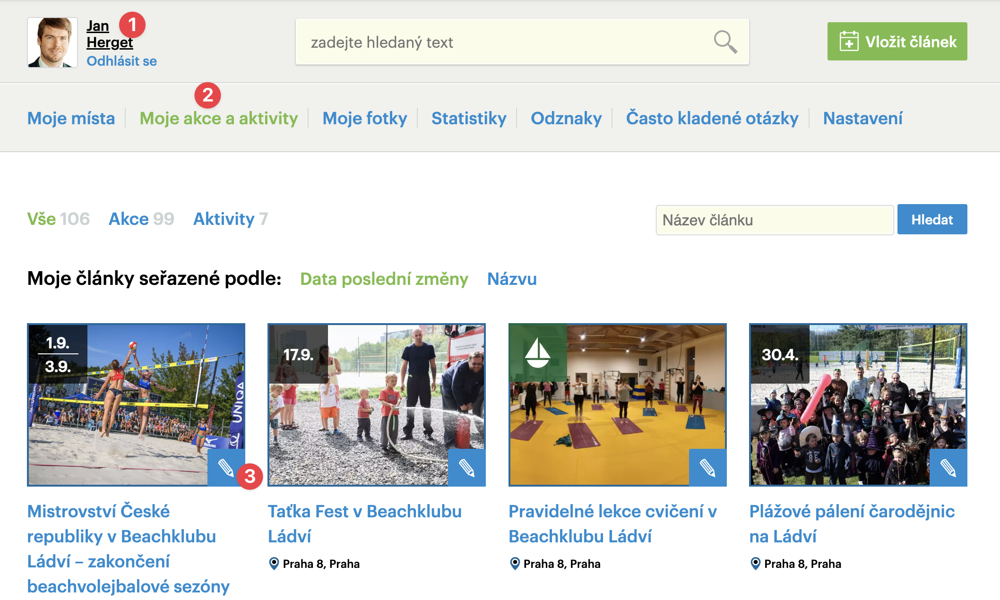 Jan
Herget
1
Odhlásit se
zadejte hledaný text
Vložit článek
2
Moje místa
Moje akce a aktivity
Moje fotky
Statistiky
Odznaky
Často kladené otázky
Nastavení
Vše 106
Akce 99
Aktivity 7
Název článku
Hledat
Moje články seřazené podle:
Data poslední změny
Názvu
1.9.
3.9.
UNIQA
mizuno
17.9.
30.4.
3
Mistrovství České
republiky v Beachklubu
Ládví – zakončení
beachvolejbalové sezóny
Taťka Fest v Beachklubu
Ládví
Praha 8, Praha
Pravidelné lekce cvičení v
Beachklubu Ládví
Praha 8, Praha
Plážové pálení čarodějnic
na Ládví
Praha 8, Praha